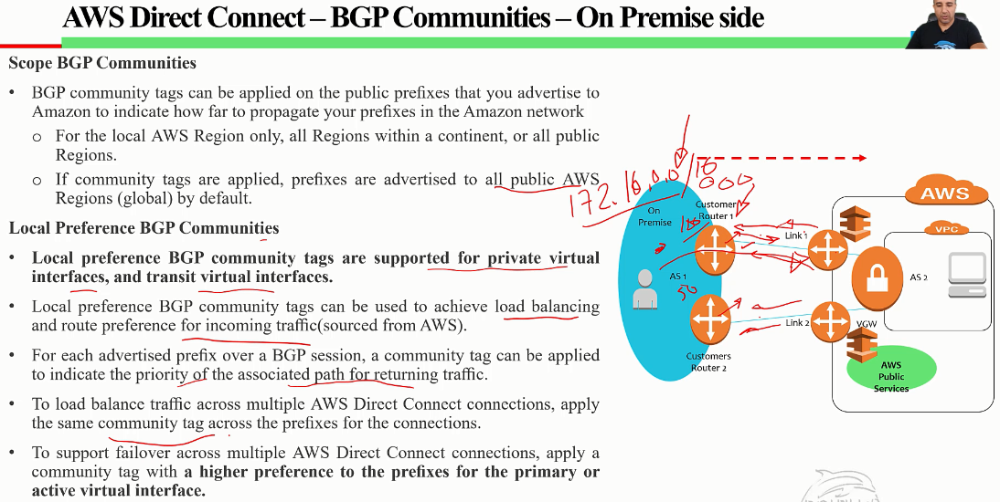 AWS Direct Connect – BGP Communities – On Premise side
Scope BGP Communities
• BGP community tags can be applied on the public prefixes that you advertise to
Amazon to indicate how far to propagate your prefixes in the Amazon network
o For the local AWS Region only, all Regions within a continent, or all public
Regions.
o If community tags are applied, prefixes are advertised to all public AWS
Regions (global) by default.
Local Preference BGP Communities
• Local preference BGP community tags are supported for private virtual
interfaces, and transit virtual interfaces.
• Local preference BGP community tags can be used to achieve load balancing
and route preference for incoming traffic(sourced from AWS).
• For each advertised prefix over a BGP session, a community tag can be applied
to indicate the priority of the associated path for returning traffic.
• To load balance traffic across multiple AWS Direct Connect connections, apply
the same community tag across the prefixes for the connections.
• To support failover across multiple AWS Direct Connect connections, apply a
community tag with a higher preference to the prefixes for the primary or
active virtual interface.
172.16.0.0/16
On
Premise
Customer
Router 1
100
AS 1
50
Customers
Router 2
Link 1
Link 2
AWS
VPC
AS 2
VGW
AWS
Public
Services